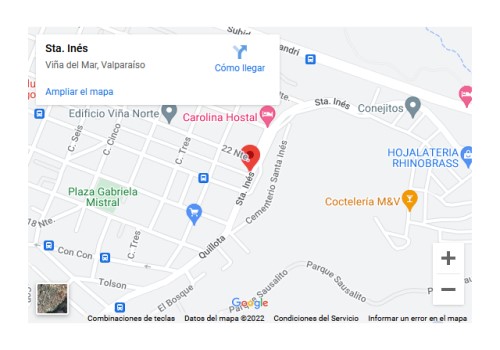 Sta. Inés
Viña del Mar, Valparaíso
Cómo llegar
Ampliar el mapa
Edificio Viña Norte
Carolina Hostal
Sta. Inés
Conejitos
C. Seis
C. Cinco
C. Tres
22 Nte.
HOJALATERIA
RHINOBRASS
Plaza Gabriela
Mistral
Sta. Inés
Cementerio Santa Inés
Coctelería M&V
18 Nte.
C. Tres
Quillota
Con Con
Tolson
El Bosque
Parque Sausalito
Parque Sausalito
Google
Combinaciones de teclas
Datos del mapa ©2022
Condiciones del Servicio
Informar un error en el mapa